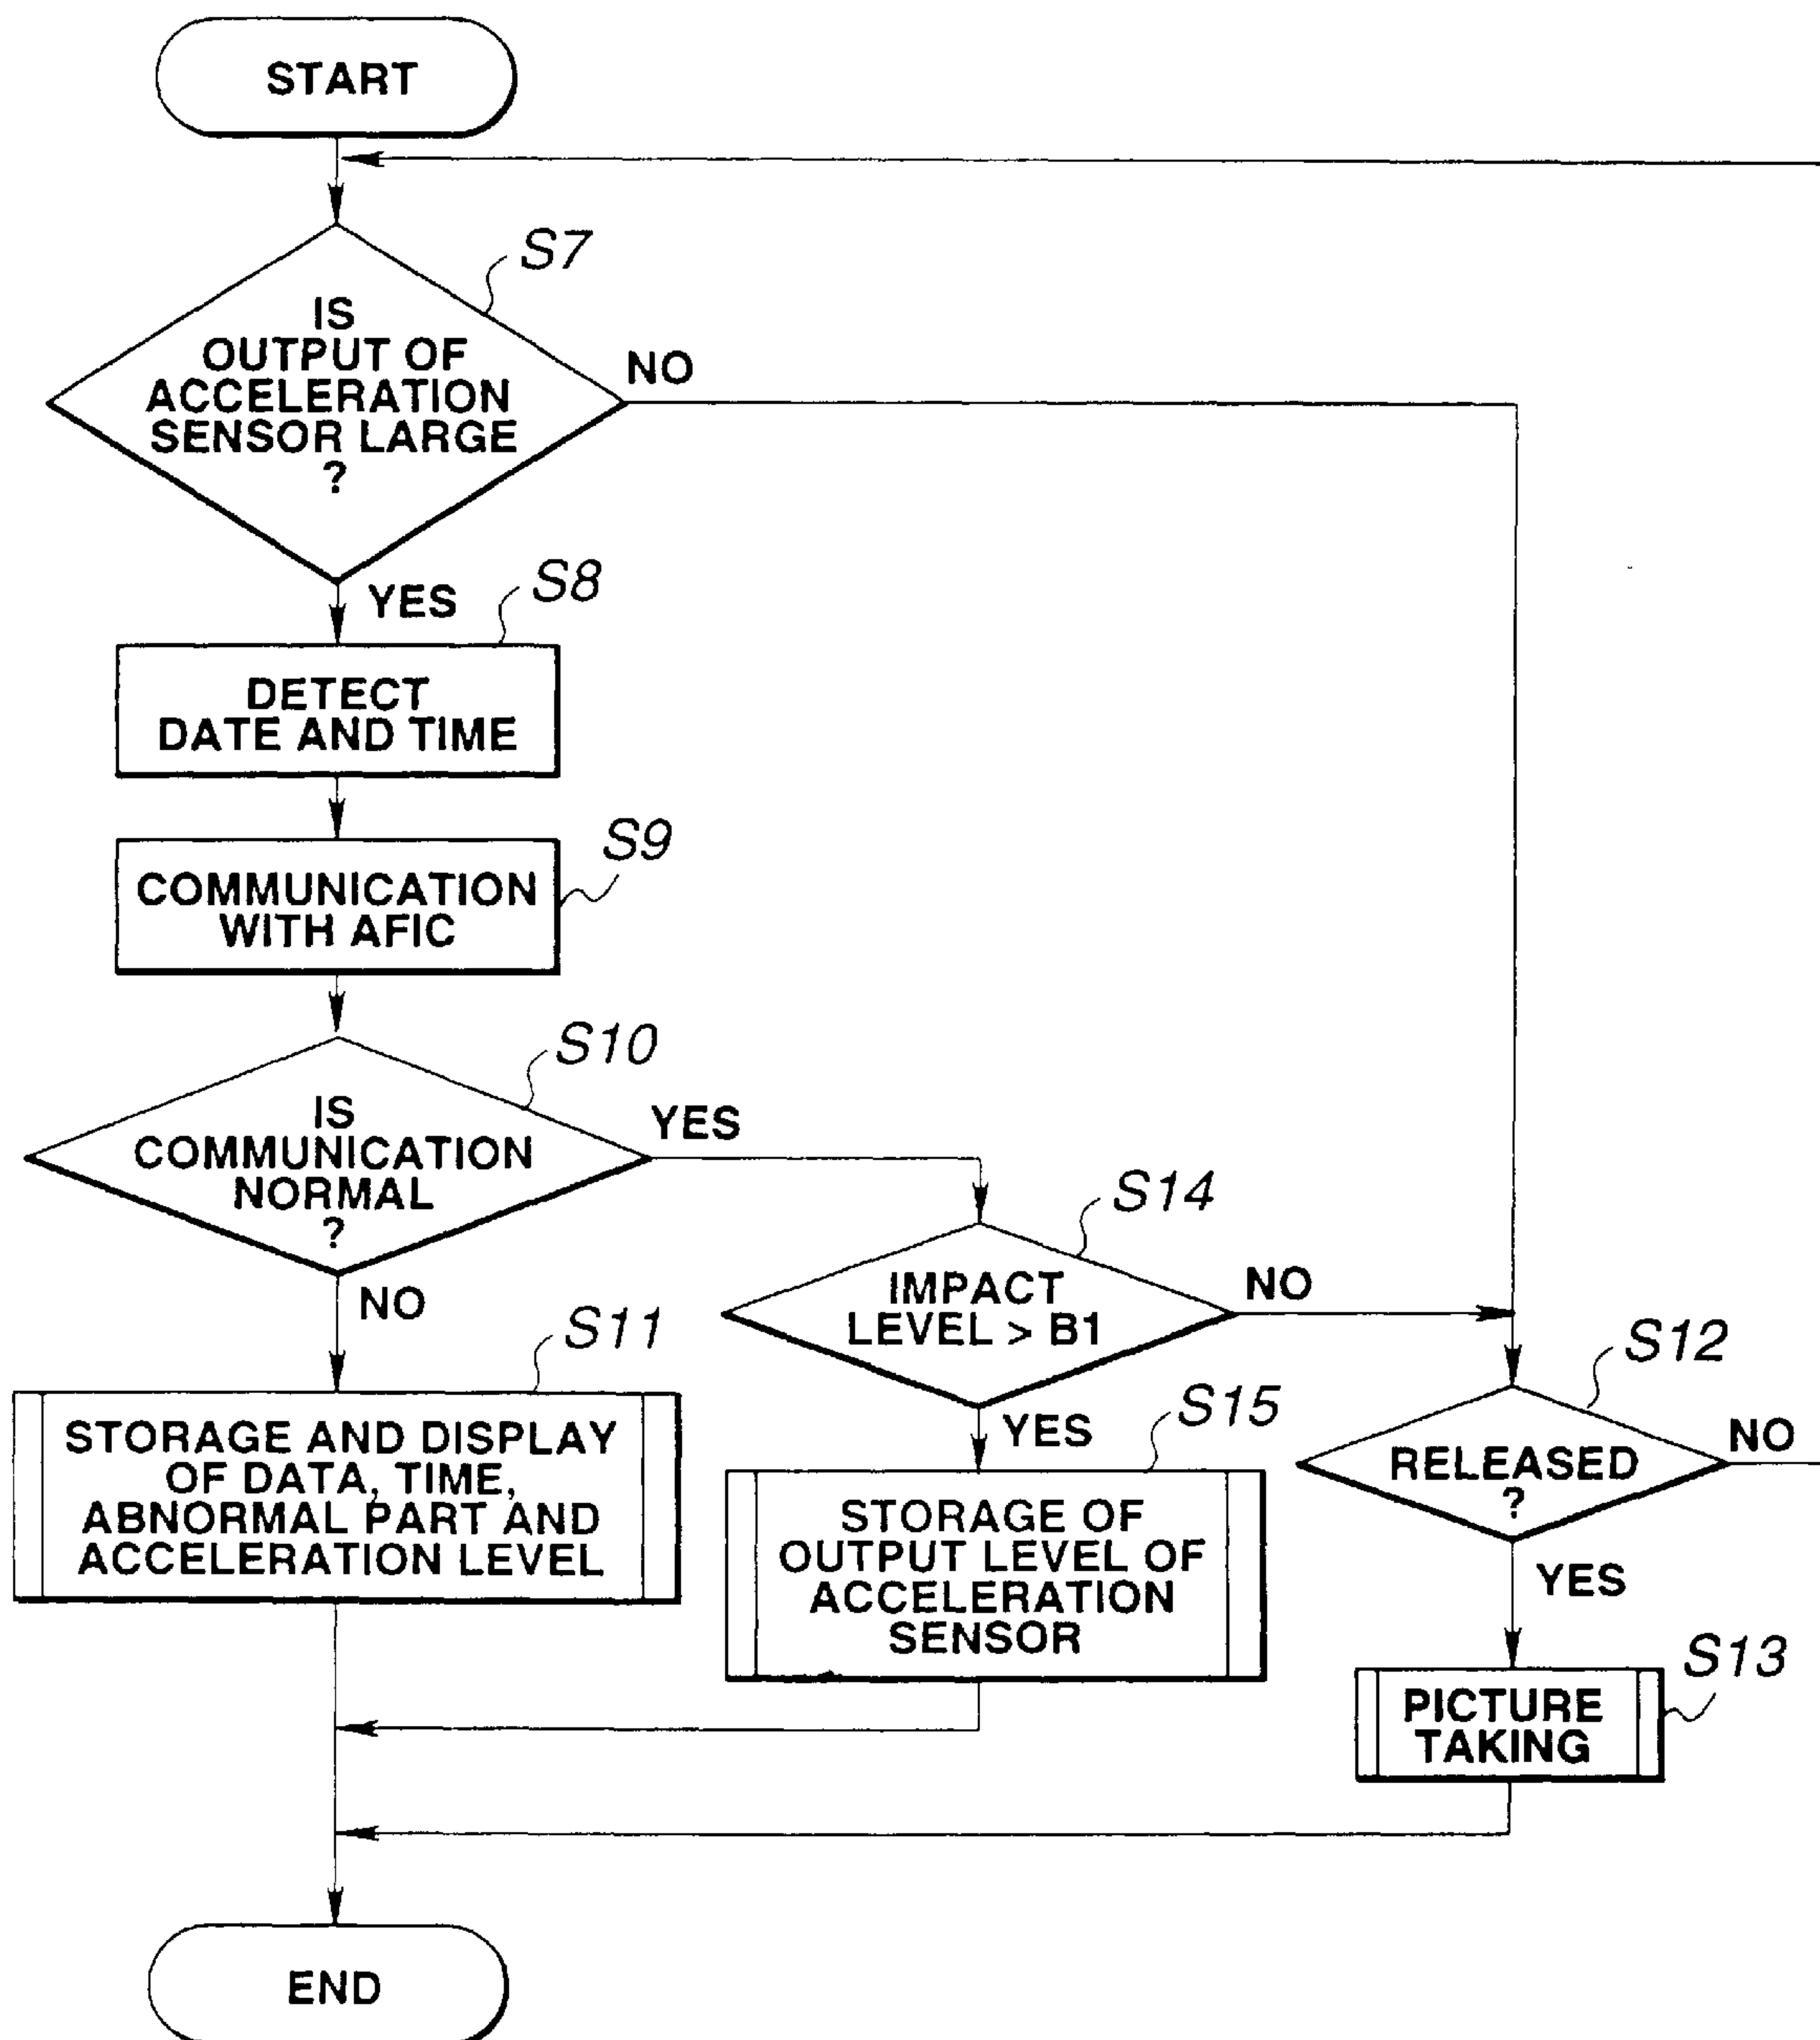 START
S7
IS
OUTPUT OF
ACCELERATION
SENSOR LARGE
?
NO
YES
S8
DETECT
DATE AND TIME
S9
COMMUNICATION
WITH AFIC
S10
IS
COMMUNICATION
NORMAL
?
YES
NO
S14
IMPACT
LEVEL > B1
NO
YES
S11
STORAGE AND DISPLAY
OF DATA, TIME,
ABNORMAL PART AND
ACCELERATION LEVEL
S15
STORAGE OF
OUTPUT LEVEL OF
ACCELERATION
SENSOR
S12
RELEASED
?
NO
YES
S13
PICTURE
TAKING
END